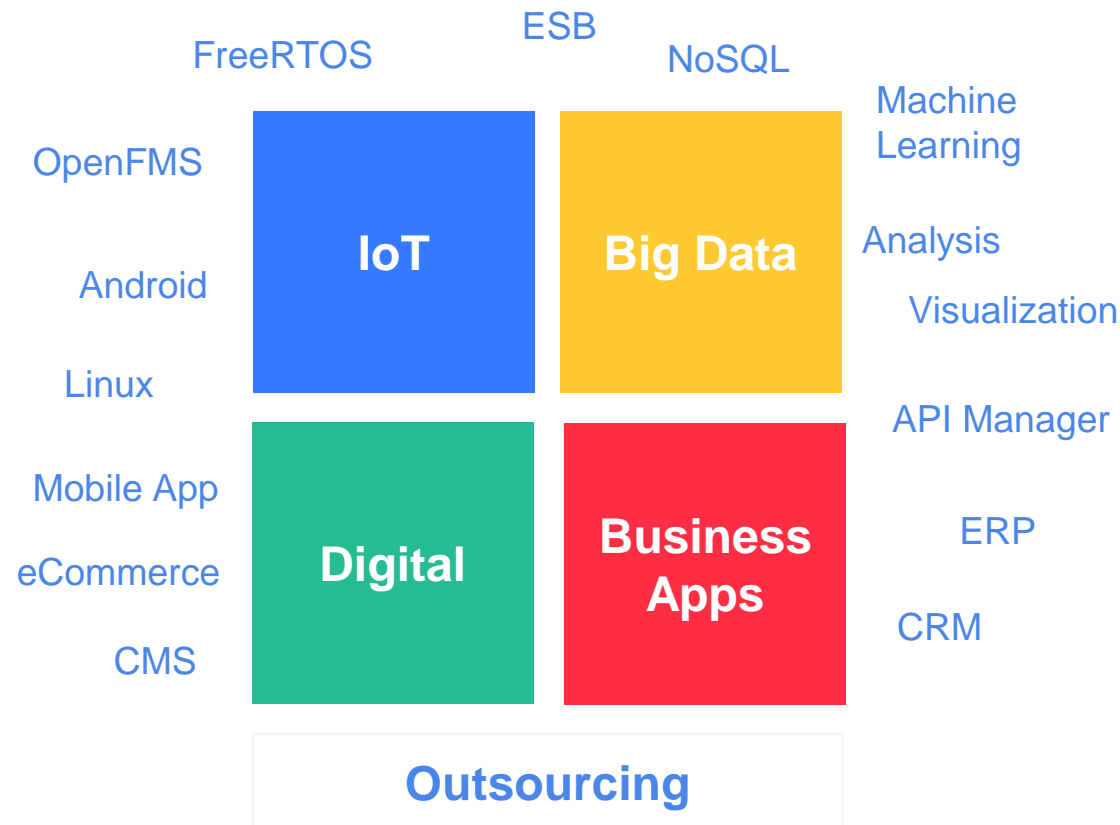 ESB
FreeRTOS
NoSQL
Machine
Learning
OpenFMS
IoT
Big Data
Analysis
Android
Visualization
Linux
API Manager
Mobile App
Business
Apps
ERP
Digital
eCommerce
CRM
CMS
Outsourcing